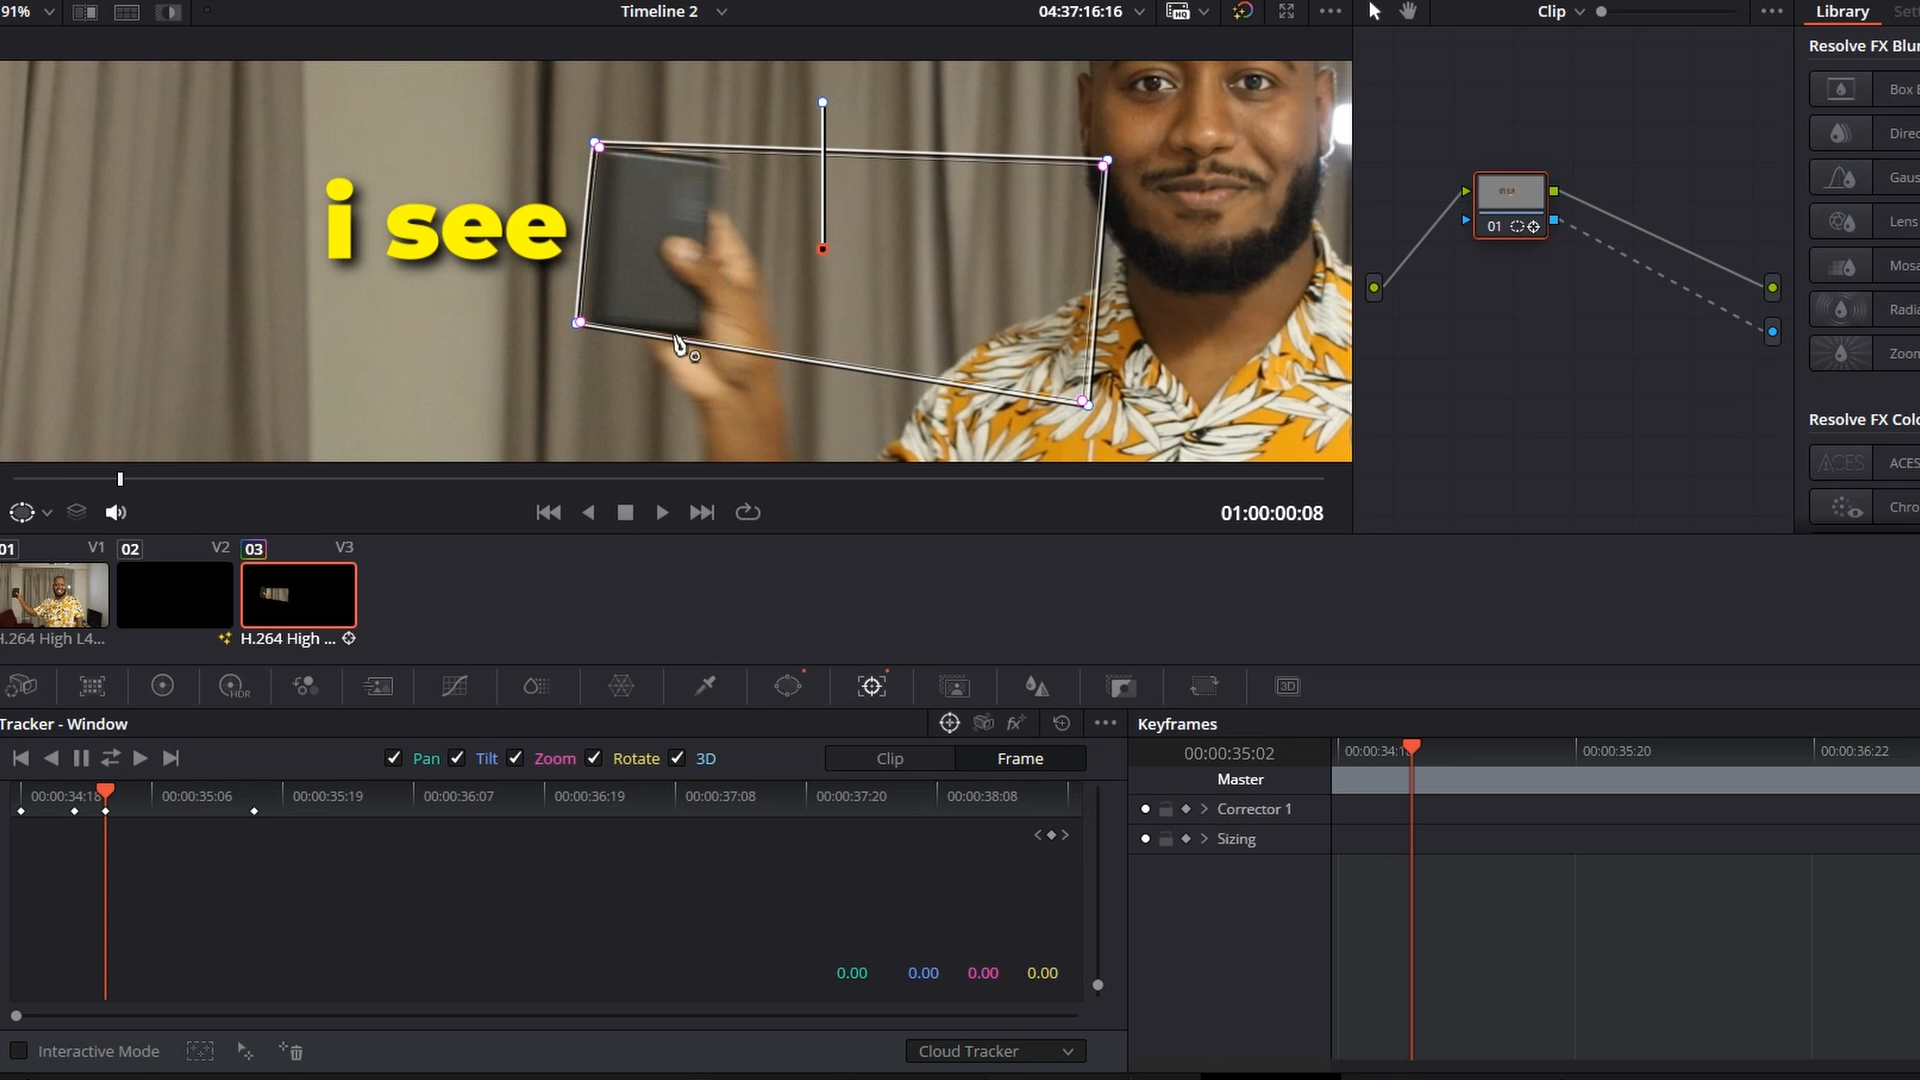 91%
Timeline 2
04:37:16:16
Clip
Library
Resolve FX Blur
Box
Direc
Gaus
Lens
Mosa
Radia
Zoom
Resolve FX Colo
ACES
ACES
Chro
i see
01
01:00:00:08
01 V1 02 V2 03 V3
H.264 High L4...
H.264 High ...
HDR
3D
Tracker - Window
Pan Tilt Zoom Rotate 3D
Clip Frame
00:00:34:18 00:00:35:06 00:00:35:19 00:00:36:07 00:00:36:19 00:00:37:08 00:00:37:20 00:00:38:08
0.00 0.00 0.00 0.00
Interactive Mode
Cloud Tracker
Keyframes
00:00:35:02
00:00:34:1 00:00:35:20 00:00:36:22
Master
Corrector 1
Sizing